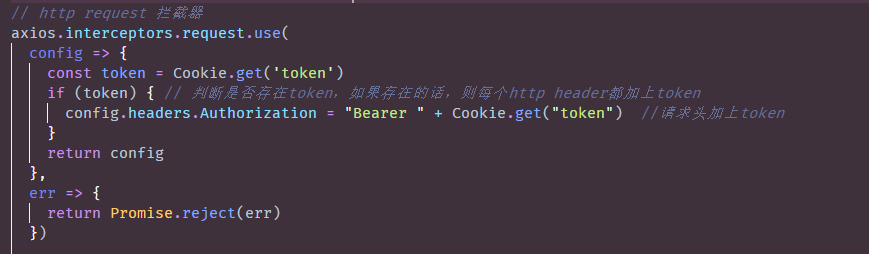 // http request 拦截器
axios.interceptors.request.use(
  config => {
    const token = Cookie.get('token')
    if (token) { // 判断是否存在token，如果存在的话，则每个http header都加上token
      config.headers.Authorization = "Bearer " + Cookie.get("token")  //请求头加上token
    }
    return config
  },
  err => {
    return Promise.reject(err)
  })